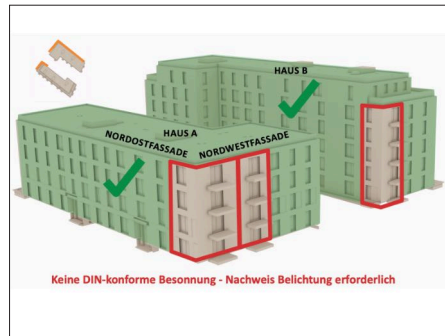 HAUS B
HAUS A
NORDOSTFASSADE
NORDWESTFASSADE
Keine DIN-konforme Besonnung - Nachweis Belichtung erforderlich